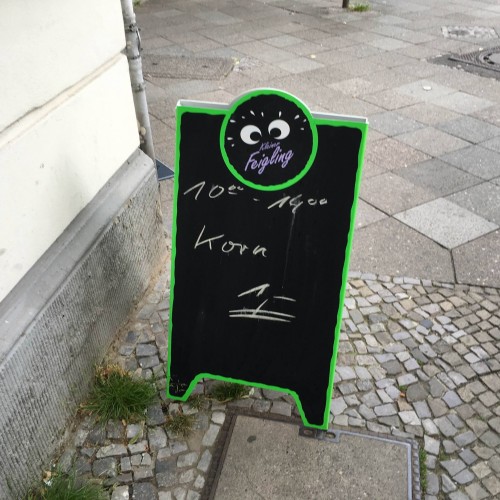 Kleiner
Feigling
10⁰⁰ - 14⁰⁰
Korn
1,-